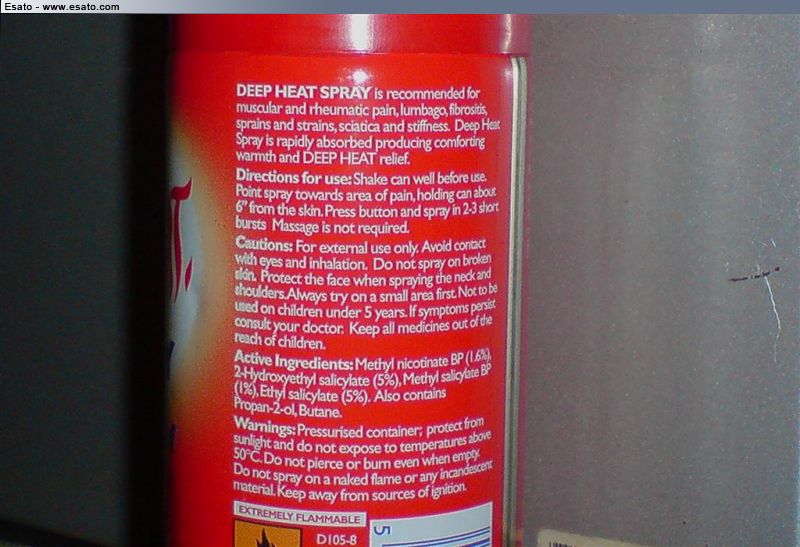 Esato - www.esato.com
DEEP HEAT SPRAY is recommended for
muscular and rheumatic pain, lumbago, fibrositis,
sprains and strains, sciatica and stiffness. Deep Heat
Spray is rapidly absorbed producing comforting
warmth and DEEP HEAT relief.
Directions for use: Shake can well before use.
Point spray towards area of pain, holding can about
6" from the skin. Press button and spray in 2-3 short
bursts Massage is not required.
Cautions: For external use only. Avoid contact
with eyes and inhalation. Do not spray on broken
skin. Protect the face when spraying the neck and
shoulders. Always try on a small area first. Not to be
used on children under 5 years. If symptoms persist
consult your doctor. Keep all medicines out of the
reach of children.
Active Ingredients: Methyl nicotinate BP (1.6%),
2-Hydroxyethyl salicylate (5%), Methyl salicylate BP
(1%), Ethyl salicylate (5%). Also contains
Propan-2-ol, Butane.
Warnings: Pressurised container; protect from
sunlight and do not expose to temperatures above
50°C. Do not pierce or burn even when empty.
Do not spray on a naked flame or any incandescent
material. Keep away from sources of ignition.
EXTREMELY FLAMMABLE
D105-8
5